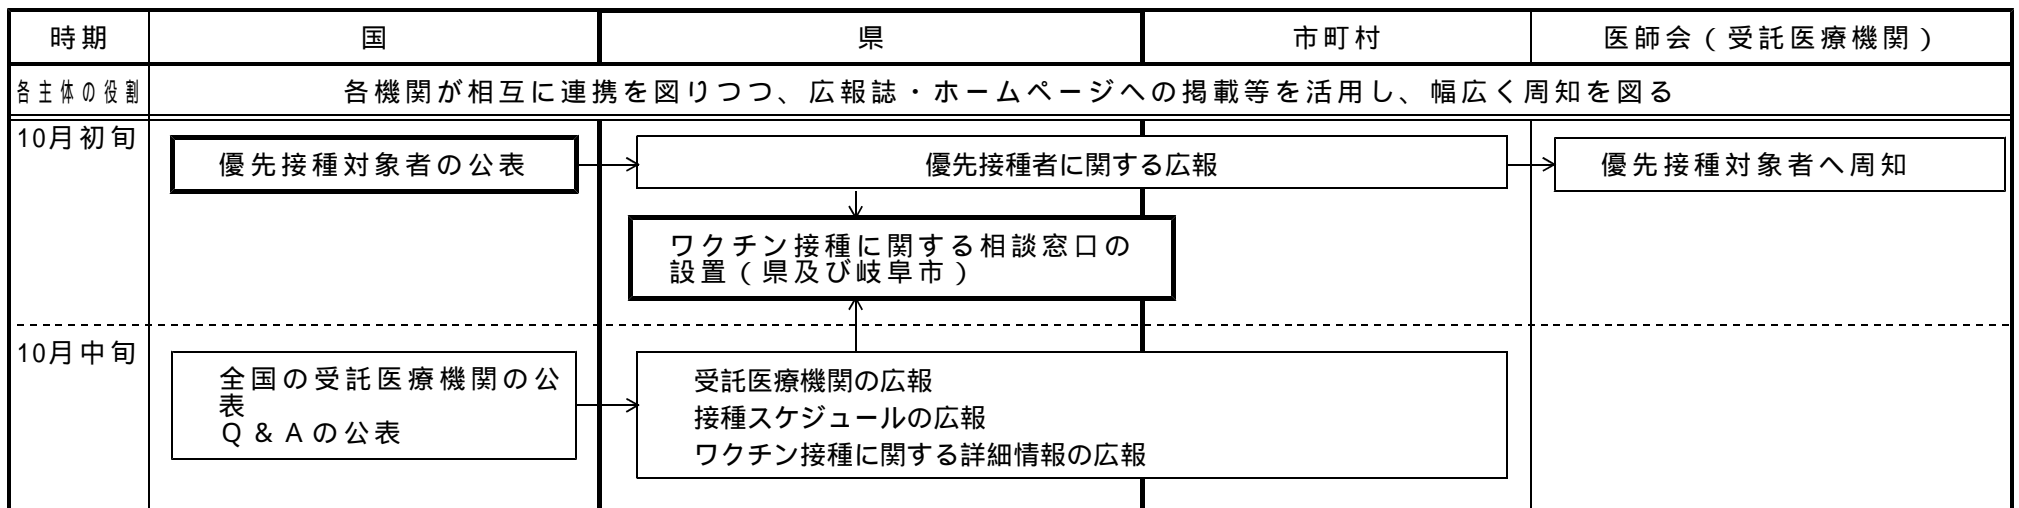 時期
国
県
市町村
医師会(受託医療機関)
各主体の役割
各機関が相互に連携を図りつつ、広報誌・ホームページへの掲載等を活用し、幅広く周知を図る
10月初旬
優先接種対象者の公表
優先接種者に関する広報
優先接種対象者へ周知
ワクチン接種に関する相談窓口の
設置(県及び岐阜市)
10月中旬
全国の受託医療機関の公
表
Q&Aの公表
受託医療機関の広報
接種スケジュールの広報
ワクチン接種に関する詳細情報の広報